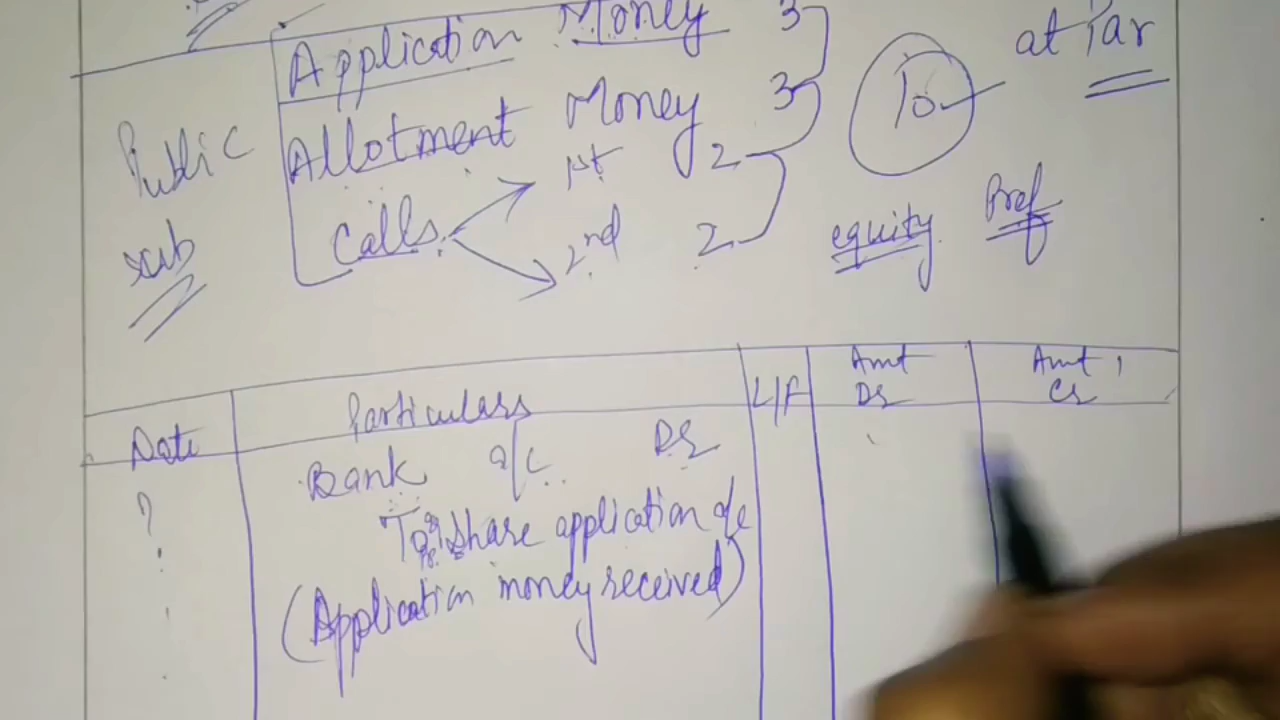 Application Money 3
at Par
Allotment Money 3
10
Public
Calls 1st 2
2nd 2
sub
equity Pref
Date Particulars L/F Amt Dr Amt Cr
? Bank a/c Dr
To share application a/c
(Application money received)